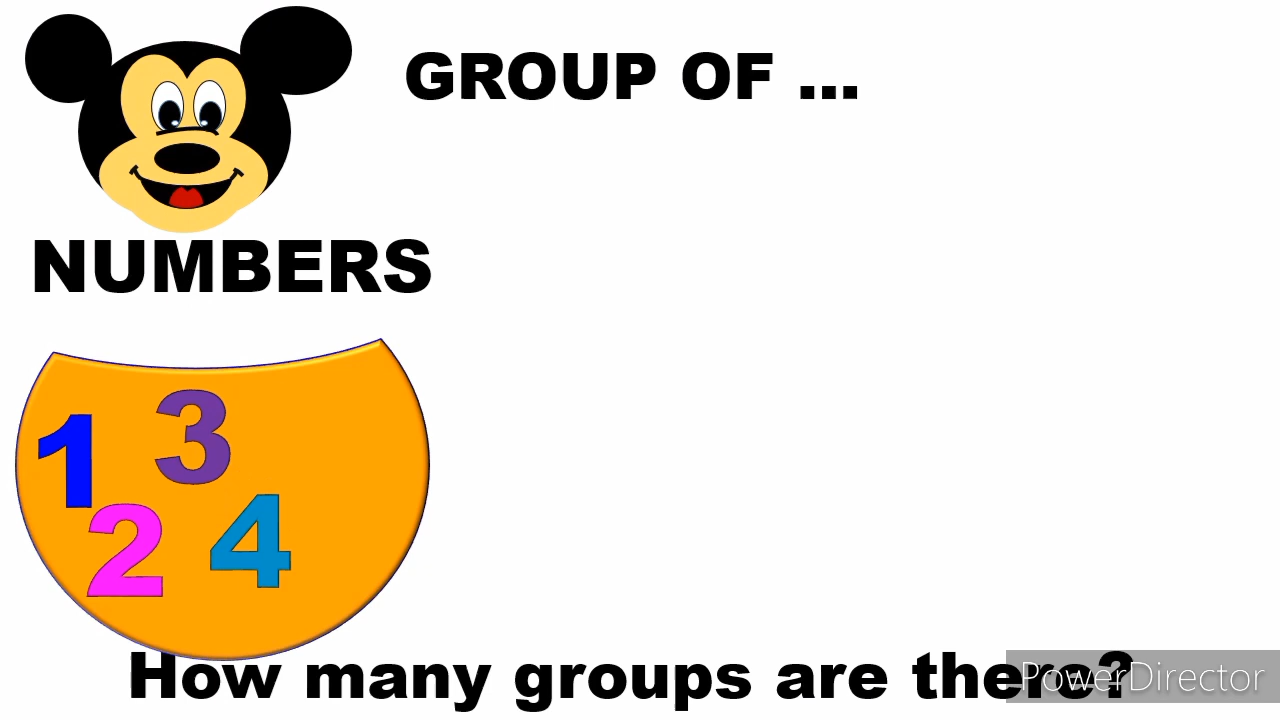 GROUP OF ...
NUMBERS
1
3
2
4
How many groups are there?
PowerDirector